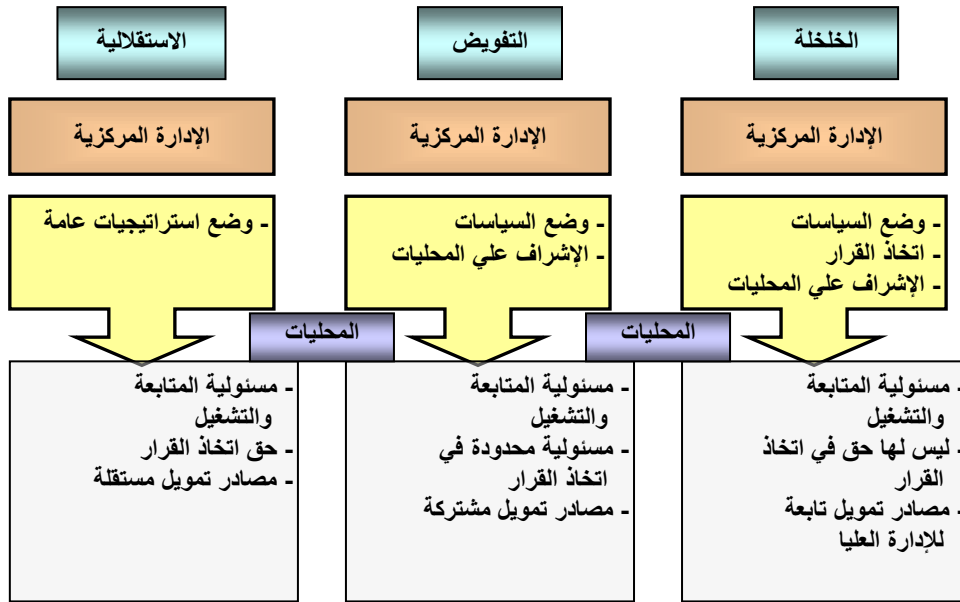 الخلخلة
التفويض
الاستقلالية
الإدارة المركزية
الإدارة المركزية
الإدارة المركزية
- وضع السياسات
- اتخاذ القرار
- الإشراف علي المحليات
- وضع السياسات
- الإشراف علي المحليات
- وضع استراتيجيات عامة
المحليات
المحليات
- مسئولية المتابعة
والتشغيل
- ليس لها حق في اتخاذ
القرار
- مصادر تمويل تابعة
للإدارة العليا
- مسئولية المتابعة
والتشغيل
- مسئولية محدودة في
اتخاذ القرار
- مصادر تمويل مشتركة
- مسئولية المتابعة
والتشغيل
- حق اتخاذ القرار
- مصادر تمويل مستقلة